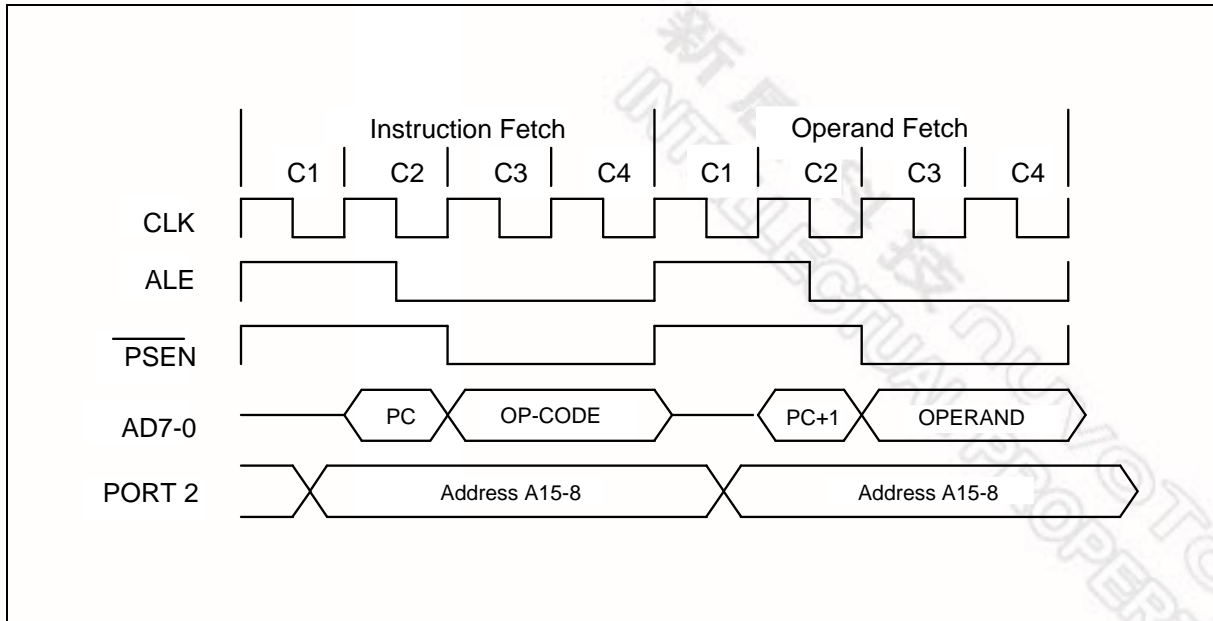 Instruction Fetch
Operand Fetch
C1 C2 C3 C4 C1 C2 C3 C4
CLK
ALE
PSEN
AD7-0 PC OP-CODE PC+1 OPERAND
PORT 2 Address A15-8 Address A15-8